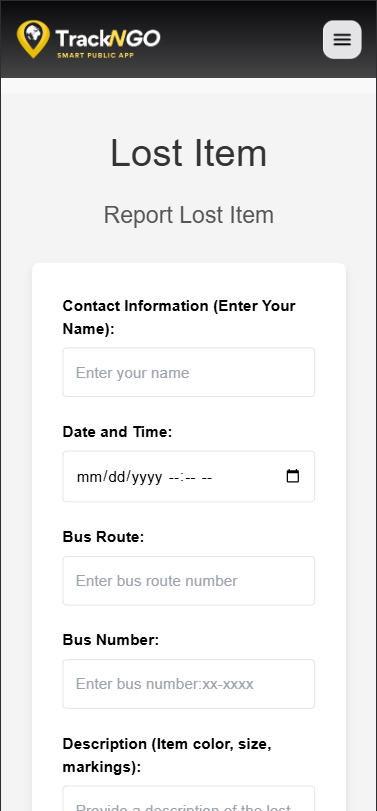 TrackNGO
SMART PUBLIC APP
Lost Item
Report Lost Item
Contact Information (Enter Your
Name):
Enter your name
Date and Time:
mm/dd/yyyy --:-- --
Bus Route:
Enter bus route number
Bus Number:
Enter bus number:xx-xxxx
Description (Item color, size,
markings):
Provide a description of the lost